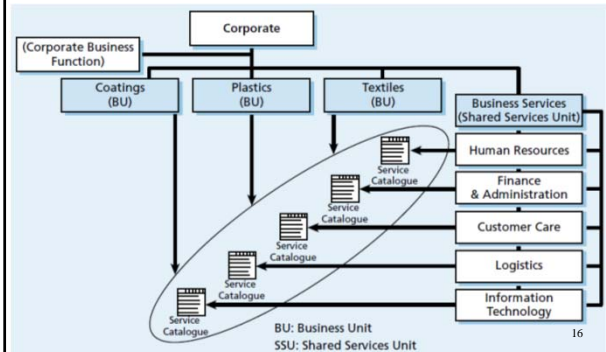 Corporate
(Corporate Business
Function)
Coatings
(BU)
Plastics
(BU)
Textiles
(BU)
Business Services
(Shared Services Unit)
Human Resources
Service
Catalogue
Finance
& Administration
Service
Catalogue
Customer Care
Service
Catalogue
Logistics
Service
Catalogue
Information
Technology
Service
Catalogue
BU: Business Unit
SSU: Shared Services Unit
16